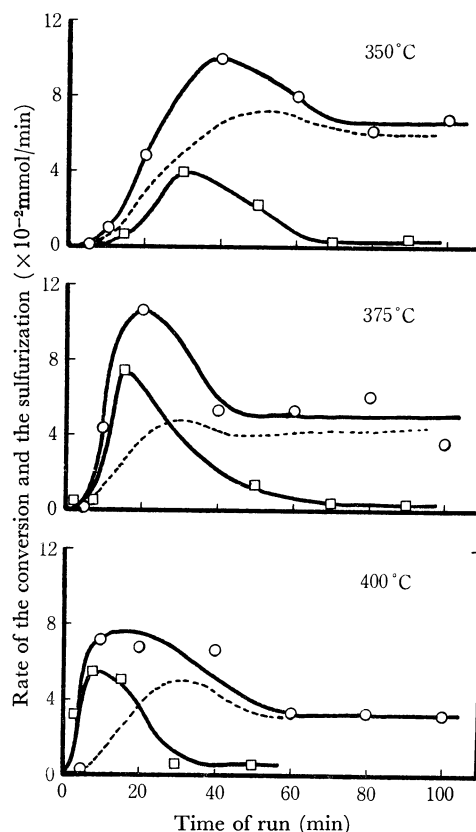 Rate of the conversion and the sulfurization (×10⁻²mmol/min)
12
350°C
8
4
0
12
375°C
8
4
0
12
400°C
8
4
0
0 20 40 60 80 100
Time of run (min)